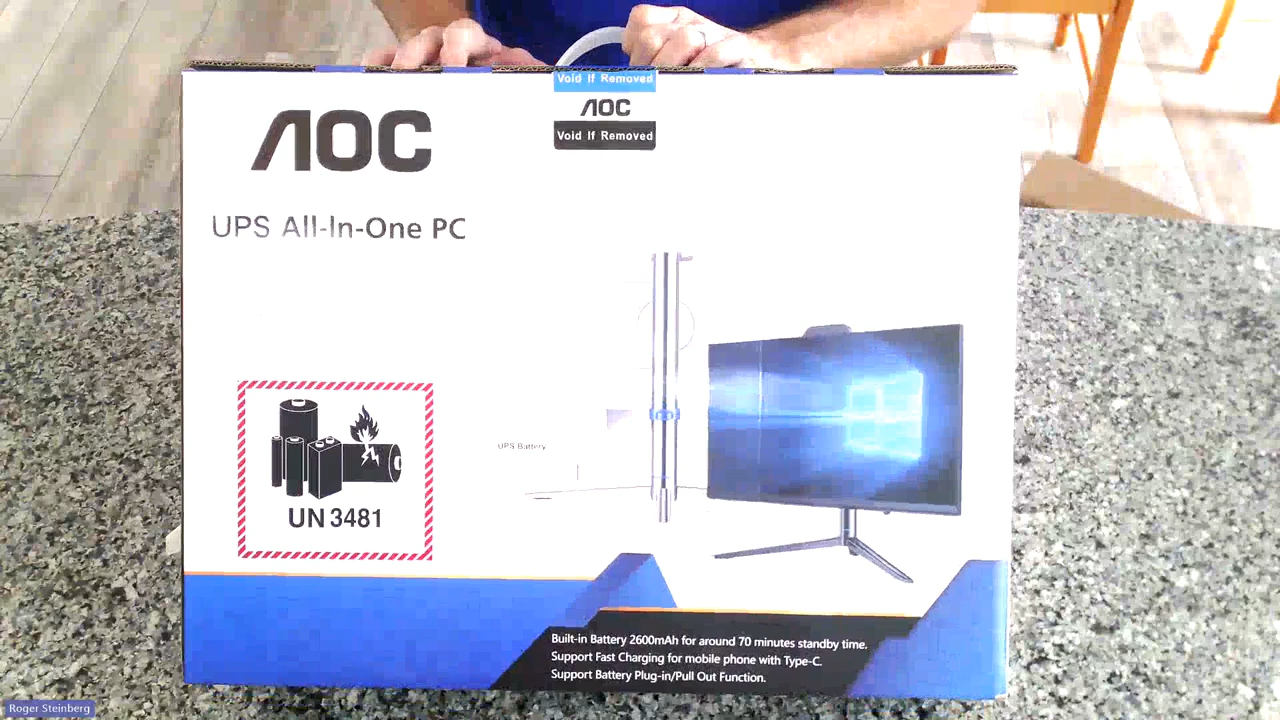 Void If Removed
AOC
Void If Removed
AOC
UPS All-In-One PC
UPS Battery
UN 3481
Built-in Battery 2600mAh for around 70 minutes standby time.
Support Fast Charging for mobile phone with Type-C.
Support Battery Plug-in/Pull Out Function.
Roger Steinberg